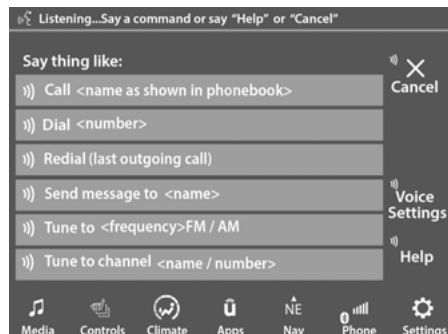 Listening...Say a command or say “Help” or “Cancel”
Say thing like:
Call <name as shown in phonebook>
Dial <number>
Redial (last outgoing call)
Send message to <name>
Tune to <frequency>FM / AM
Tune to channel <name / number>
Cancel
Voice
Settings
Help
NE
Media Controls Climate Apps Nav Phone Settings